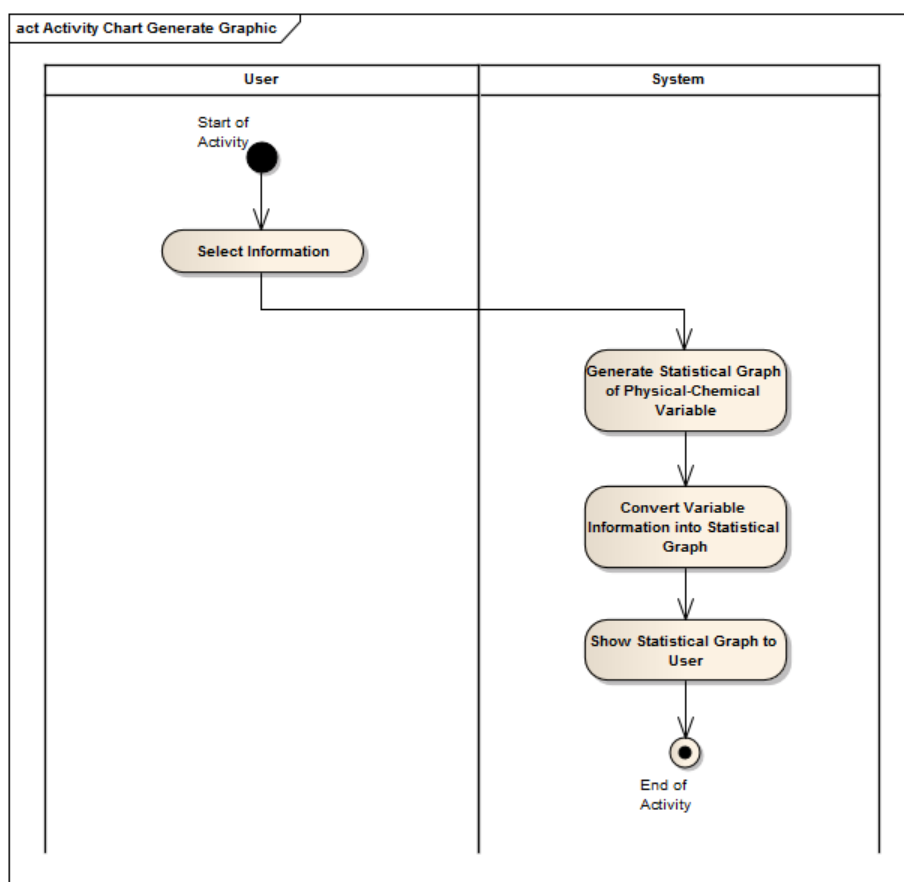 act Activity Chart Generate Graphic
User
System
Start of
Activity
Select Information
Generate Statistical Graph
of Physical-Chemical
Variable
Convert Variable
Information into Statistical
Graph
Show Statistical Graph to
User
End of
Activity